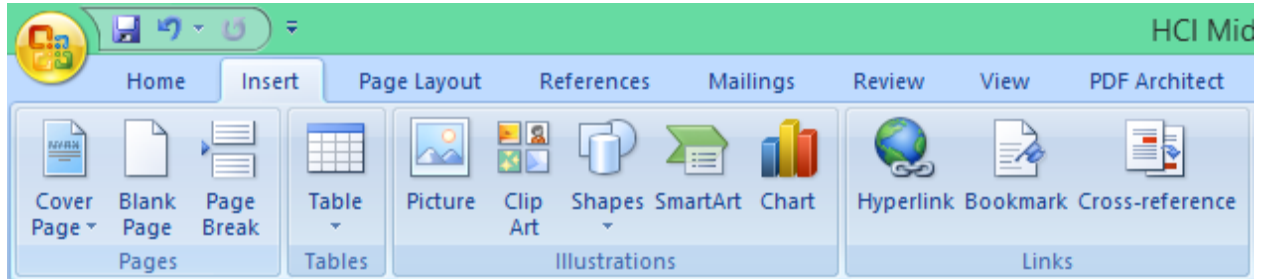 HCI Mid
Home Insert Page Layout References Mailings Review View PDF Architect
Cover Blank Page Table Picture Clip Shapes SmartArt Chart Hyperlink Bookmark Cross-reference
Page Page Break Art
Pages Tables Illustrations Links